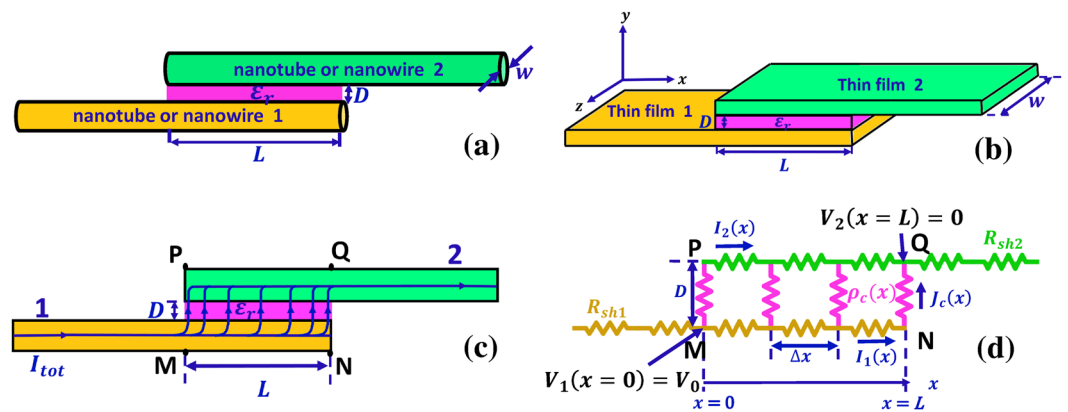 nanotube or nanowire 2
w
ε_r
D
nanotube or nanowire 1
L
(a)
y
x
z
Thin film 2
Thin film 1
D
ε_r
w
L
(b)
P
Q
2
1
D
ε_r
I_tot
M
N
L
(c)
V_2(x = L) = 0
P
I_2(x)
Q
R_sh2
D
ρ_c(x)
J_c(x)
R_sh1
M
N
(d)
Δx
I_1(x)
V_1(x = 0) = V_0
x
x = 0
x = L